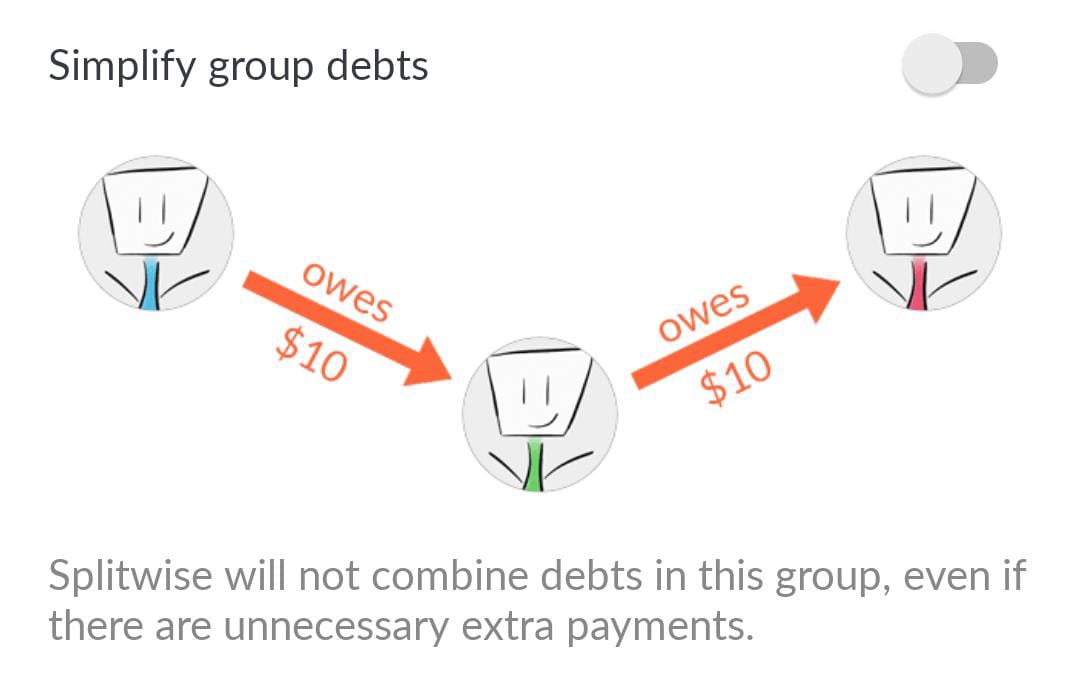 Simplify group debts
owes
$10
owes
$10
Splitwise will not combine debts in this group, even if
there are unnecessary extra payments.